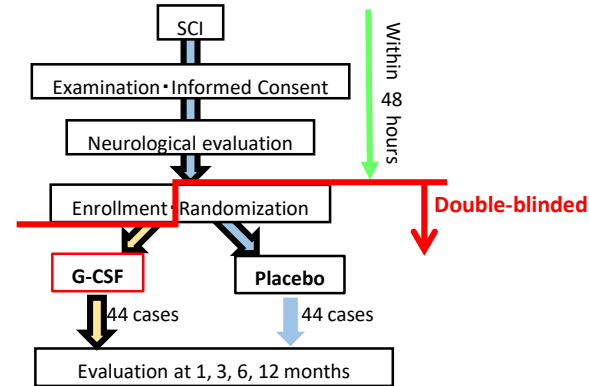 SCI
Examination・Informed Consent
Within 48 hours
Neurological evaluation
Enrollment・Randomization
Double-blinded
G-CSF
Placebo
44 cases
44 cases
Evaluation at 1, 3, 6, 12 months